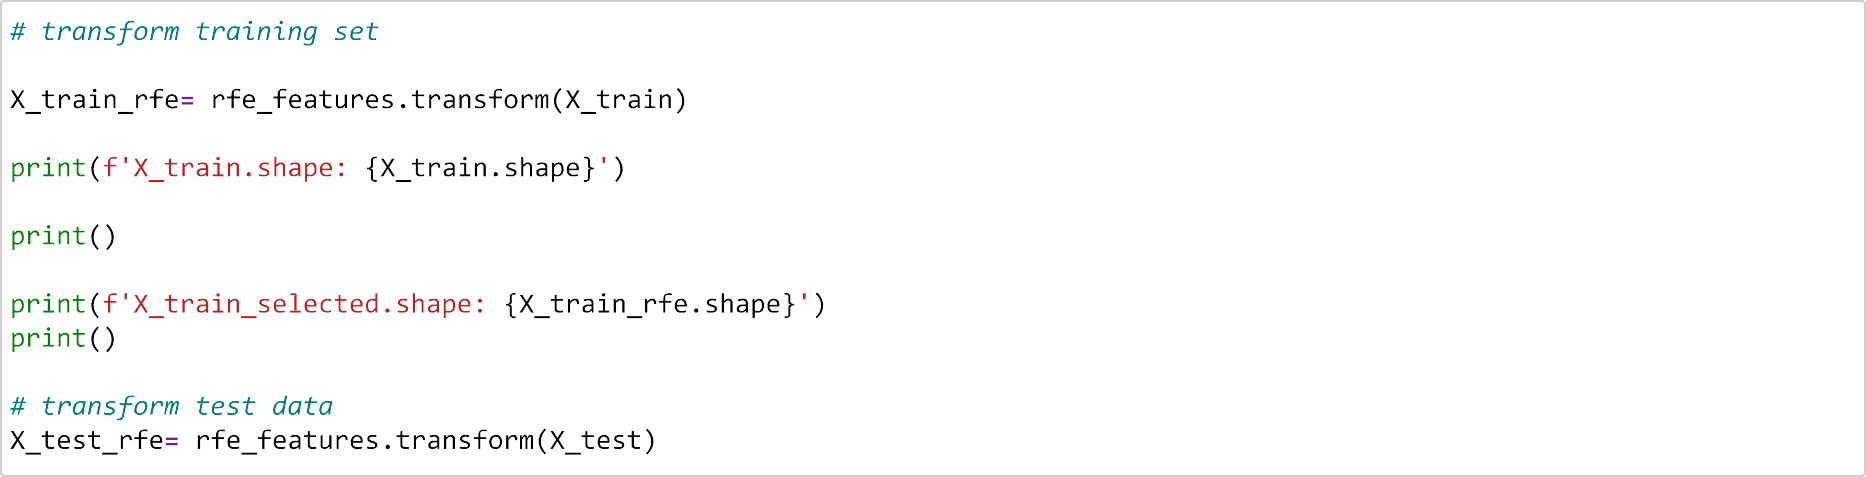 # transform training set
X_train_rfe= rfe_features.transform(X_train)
print(f'X_train.shape: {X_train.shape}')
print()
print(f'X_train_selected.shape: {X_train_rfe.shape}')
print()
# transform test data
X_test_rfe= rfe_features.transform(X_test)